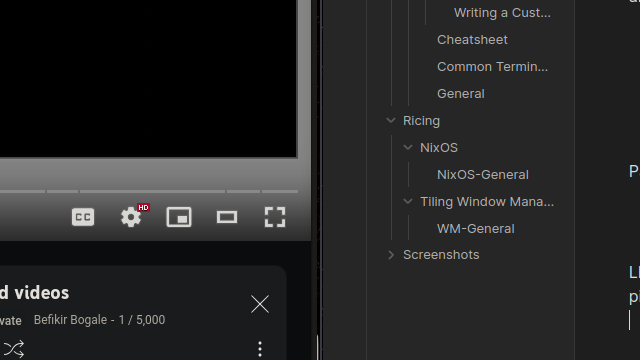 CC
HD
d videos
vate Befikir Bogale - 1 / 5,000
Writing a Cust...
Cheatsheet
Common Termin...
General
Ricing
NixOS
NixOS-General
Tiling Window Mana...
WM-General
Screenshots